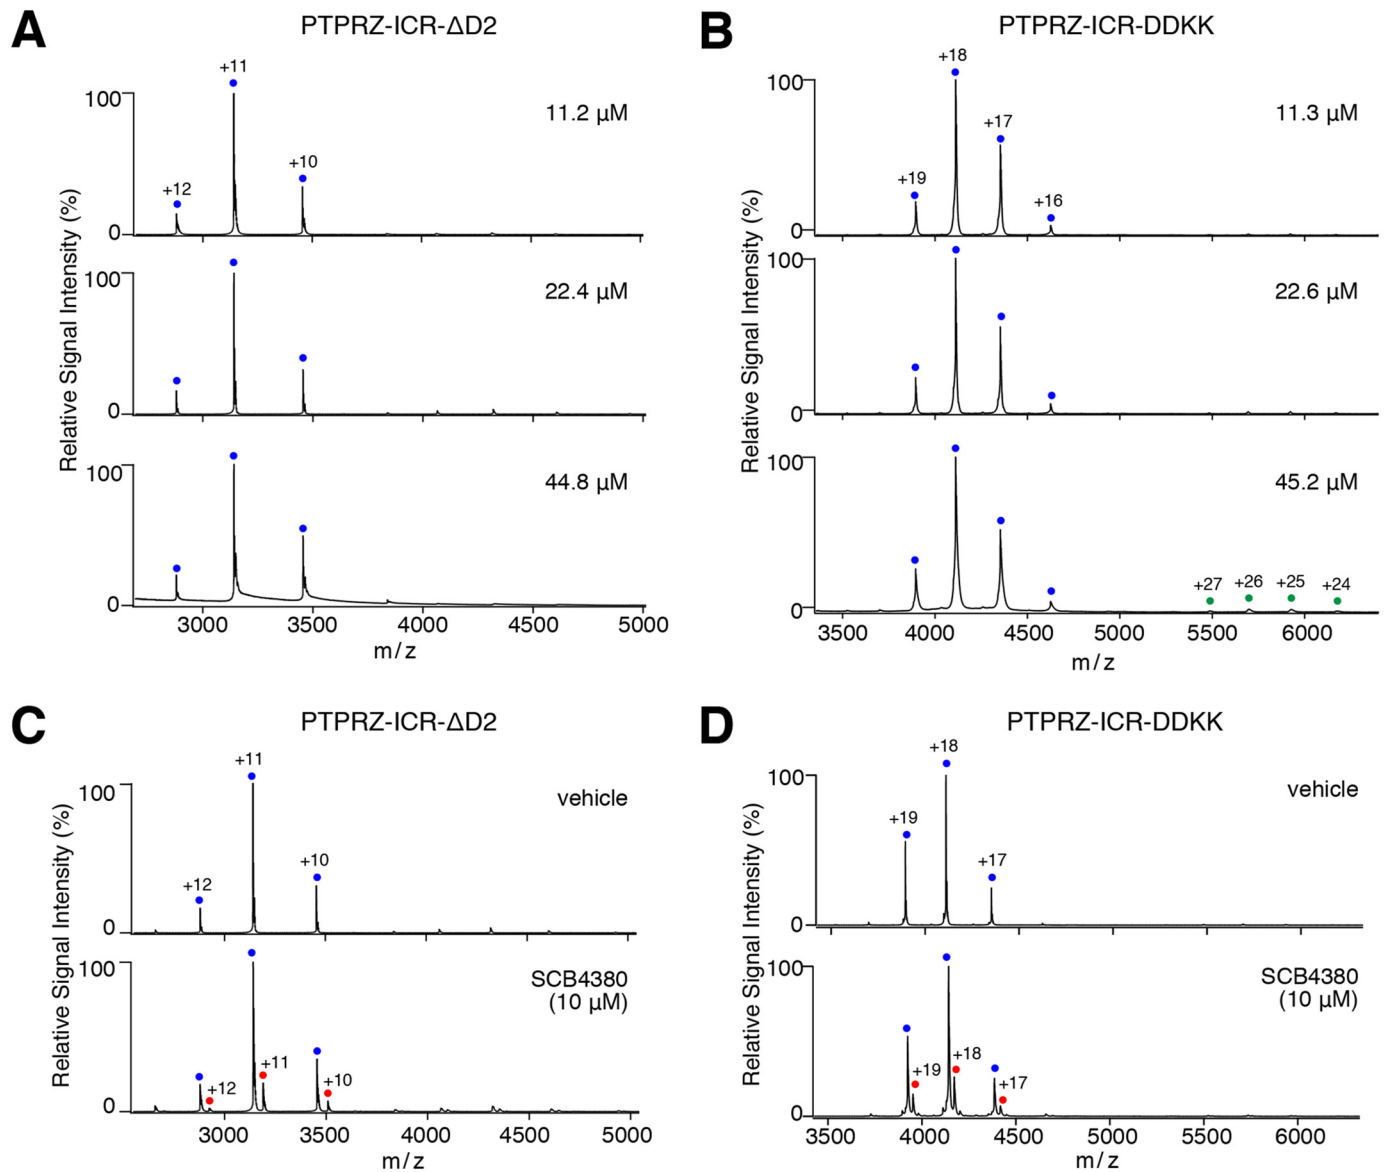 A
PTPRZ-ICR-ΔD2
Relative Signal Intensity (%)
100
0
+12
+11
+10
11.2 µM
100
0
22.4 µM
100
0
44.8 µM
3000
3500
4000
4500
5000
m/z
B
PTPRZ-ICR-DDKK
Relative Signal Intensity (%)
100
0
+19
+18
+17
+16
11.3 µM
100
0
22.6 µM
100
0
45.2 µM
+27
+26
+25
+24
3500
4000
4500
5000
5500
6000
m/z
C
PTPRZ-ICR-ΔD2
Relative Signal Intensity (%)
100
0
+12
+11
+10
vehicle
100
0
SCB4380
(10 µM)
+12
+11
+10
3000
3500
4000
4500
5000
m/z
D
PTPRZ-ICR-DDKK
Relative Signal Intensity (%)
100
0
+19
+18
+17
vehicle
100
0
SCB4380
(10 µM)
+19
+18
+17
3500
4000
4500
5000
5500
6000
m/z